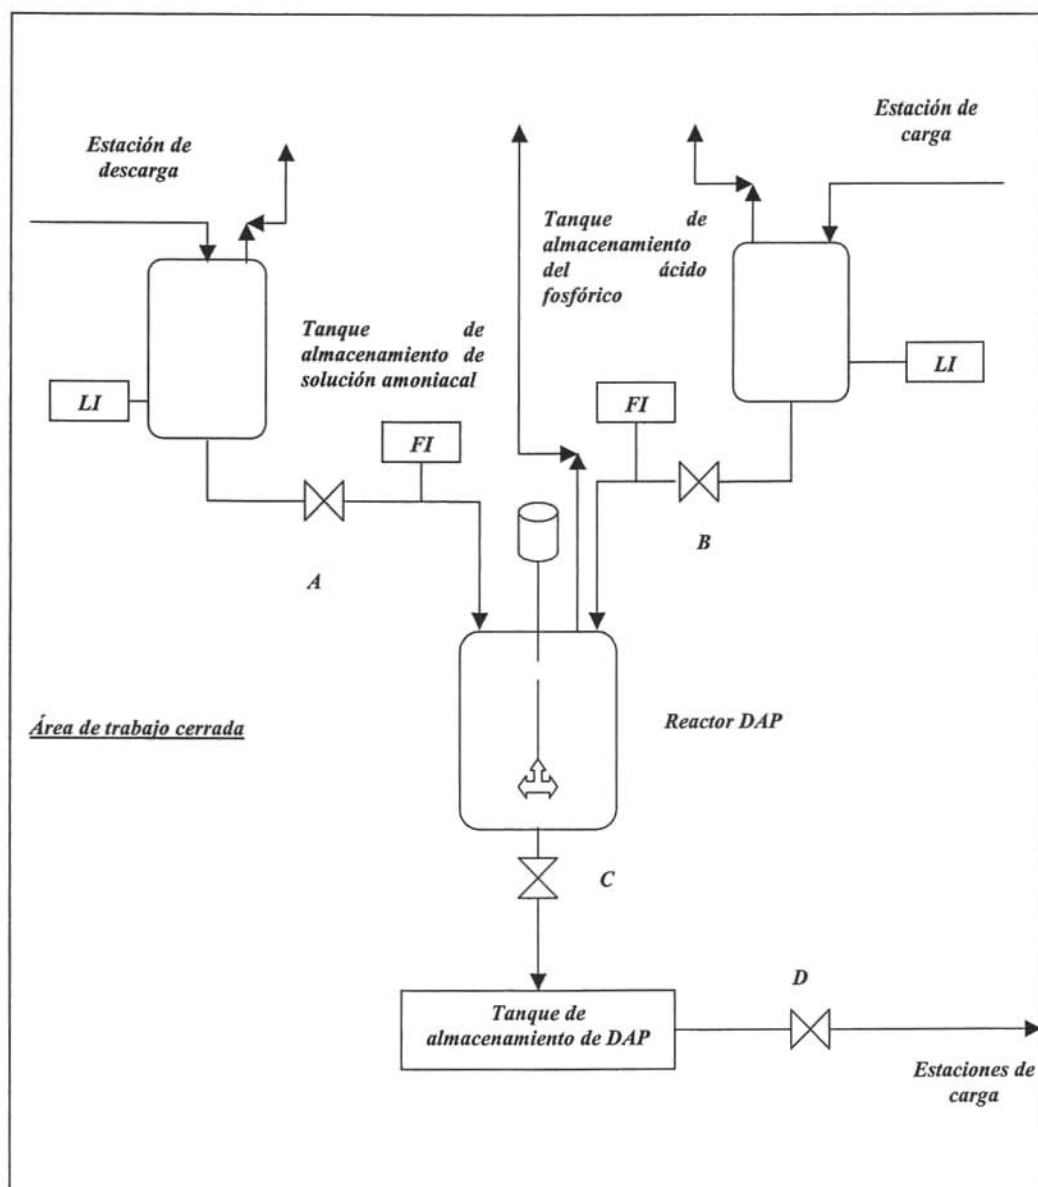 Estación de
descarga
Estación de
carga
Tanque de
almacenamiento
del ácido
fosfórico
Tanque de
almacenamiento de
solución amoniacal
LI
LI
FI
FI
A
B
Área de trabajo cerrada
Reactor DAP
C
Tanque de
almacenamiento de DAP
D
Estaciones de
carga